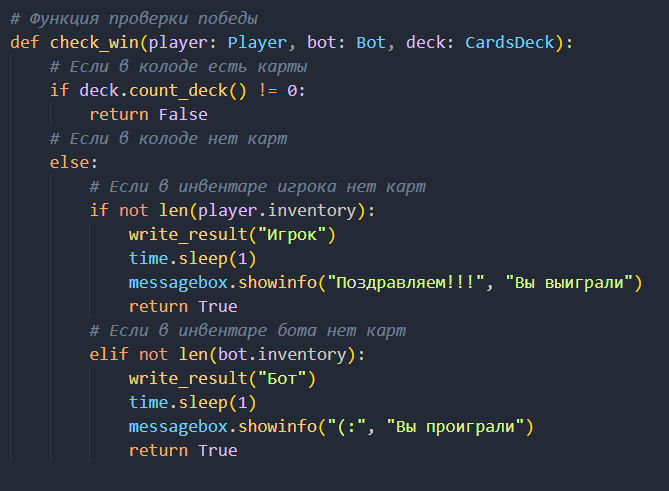 # Функция проверки победы
def check_win(player: Player, bot: Bot, deck: CardsDeck):
    # Если в колоде есть карты
    if deck.count_deck() != 0:
        return False
    # Если в колоде нет карт
    else:
        # Если в инвентаре игрока нет карт
        if not len(player.inventory):
            write_result("Игрок")
            time.sleep(1)
            messagebox.showinfo("Поздравляем!!!", "Вы выиграли")
            return True
        # Если в инвентаре бота нет карт
        elif not len(bot.inventory):
            write_result("Бот")
            time.sleep(1)
            messagebox.showinfo("(:", "Вы проиграли")
            return True